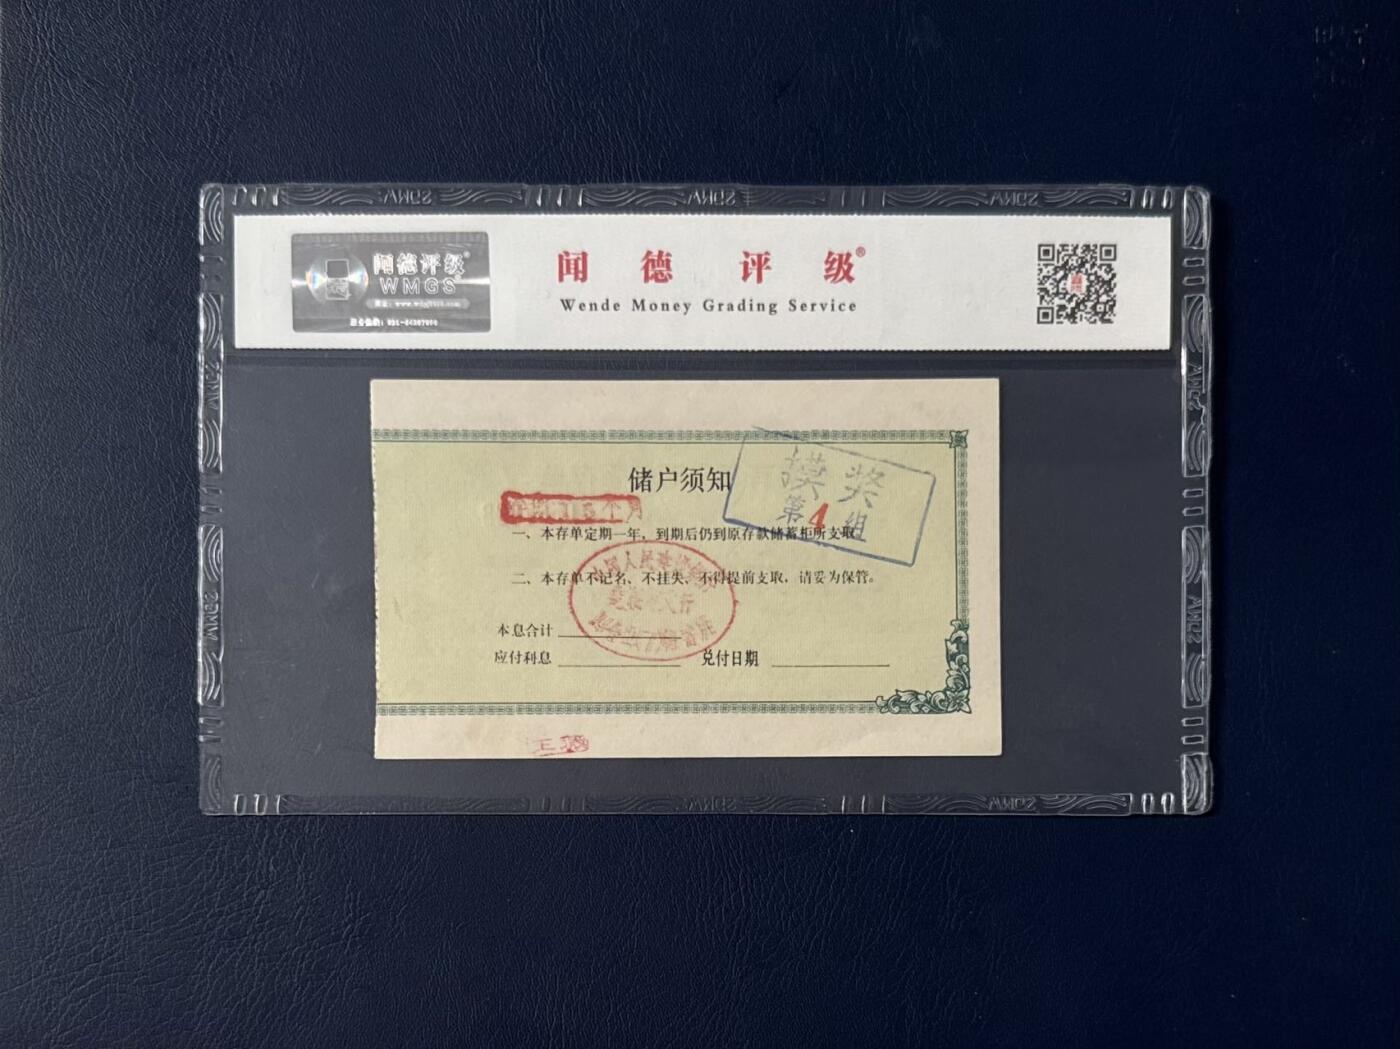 闻德评级®
WMGS
闻德评级®
Wende Money Grading Service
储户须知
摸奖
第4组
一、本存单定期一年，到期后仍到原存款储蓄柜所支取
二、本存单不记名、不挂失、不得提前支取，请妥为保管。
本息合计
应付利息
兑付日期